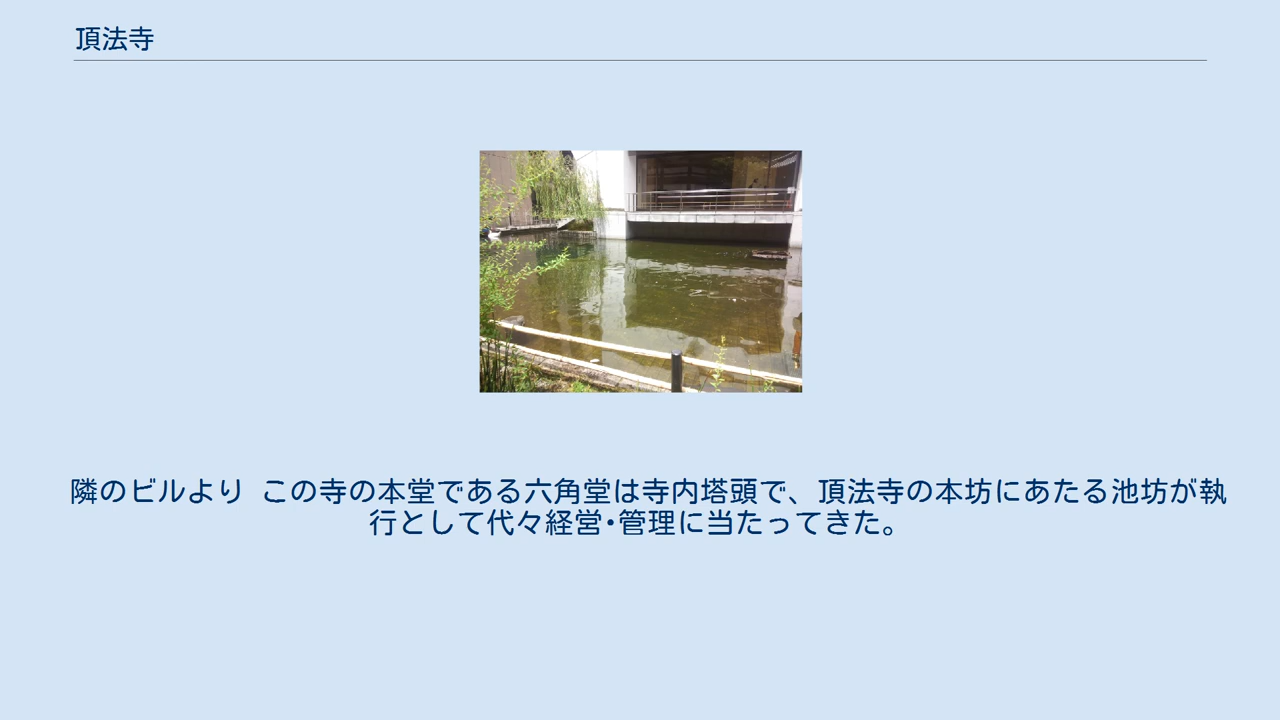 頂法寺
隣のビルより この寺の本堂である六角堂は寺内塔頭で、頂法寺の本坊にあたる池坊が執
行として代々経営･管理に当たってきた。